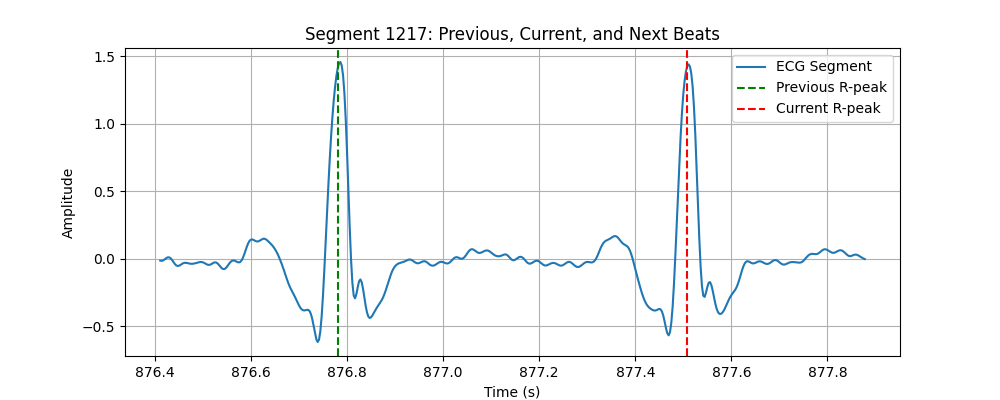 Segment 1217: Previous, Current, and Next Beats
ECG Segment
Previous R-peak
Current R-peak
Amplitude
1.5
1.0
0.5
0.0
−0.5
876.4 876.6 876.8 877.0 877.2 877.4 877.6 877.8
Time (s)